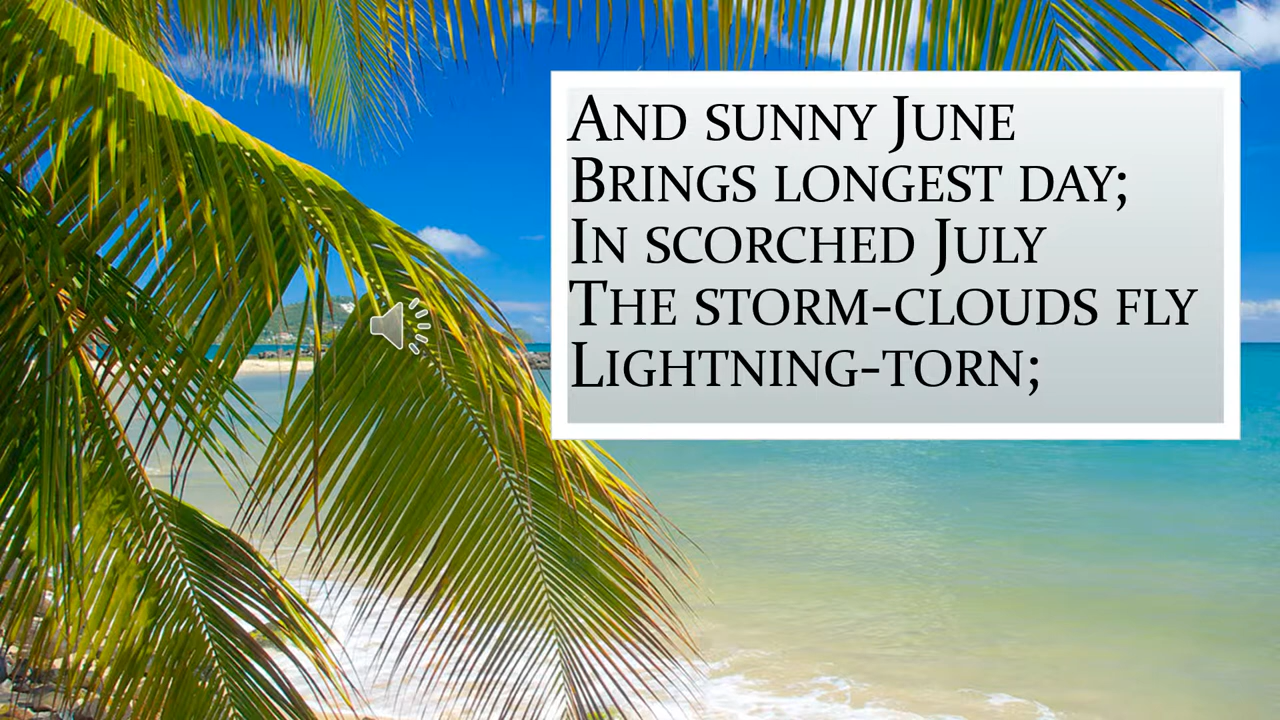 And sunny June
Brings longest day;
In scorched July
The storm-clouds fly
Lightning-torn;